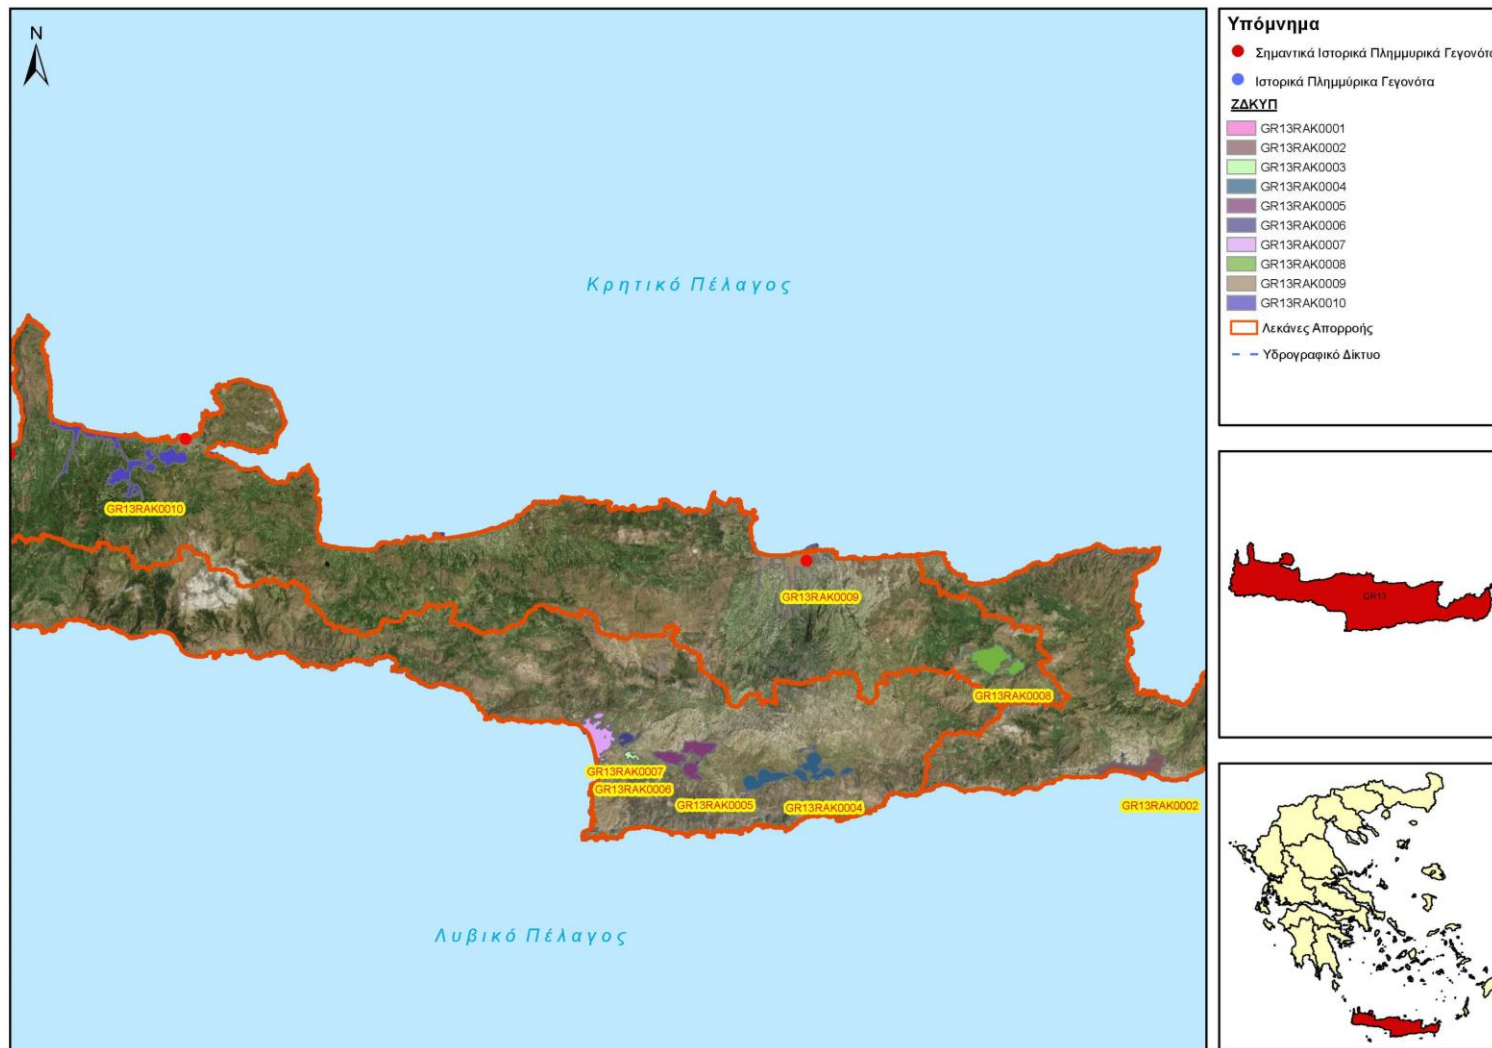 N
Κρητικό Πέλαγος
GR13RAK0010
GR13RAK0009
GR13RAK0008
GR13RAK0007
GR13RAK0006
GR13RAK0005
GR13RAK0004
GR13RAK0002
Λυβικό Πέλαγος
Υπόμνημα
Σημαντικά Ιστορικά Πλημμυρικά Γεγονότα
Ιστορικά Πλημμύρικα Γεγονότα
ΖΔΚΥΠ
GR13RAK0001
GR13RAK0002
GR13RAK0003
GR13RAK0004
GR13RAK0005
GR13RAK0006
GR13RAK0007
GR13RAK0008
GR13RAK0009
GR13RAK0010
Λεκάνες Απορροής
Υδρογραφικό Δίκτυο
GR13